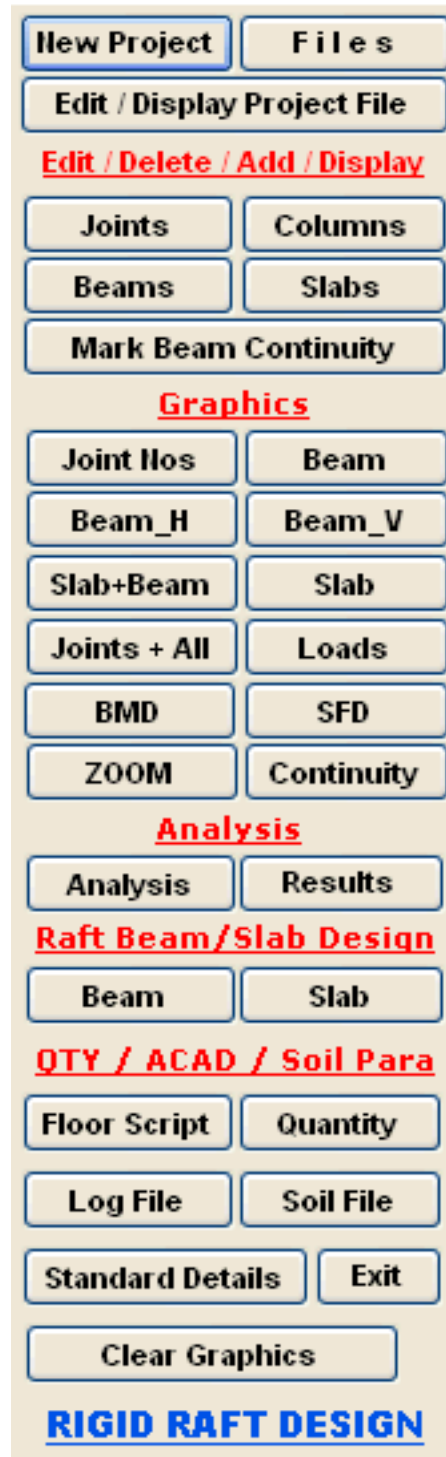 New Project F i l e s
Edit / Display Project File
Edit / Delete / Add / Display
Joints Columns
Beams Slabs
Mark Beam Continuity
Graphics
Joint Nos Beam
Beam_H Beam_V
Slab+Beam Slab
Joints + All Loads
BMD SFD
ZOOM Continuity
Analysis
Analysis Results
Raft Beam/Slab Design
Beam Slab
QTY / ACAD / Soil Para
Floor Script Quantity
Log File Soil File
Standard Details Exit
Clear Graphics
RIGID RAFT DESIGN